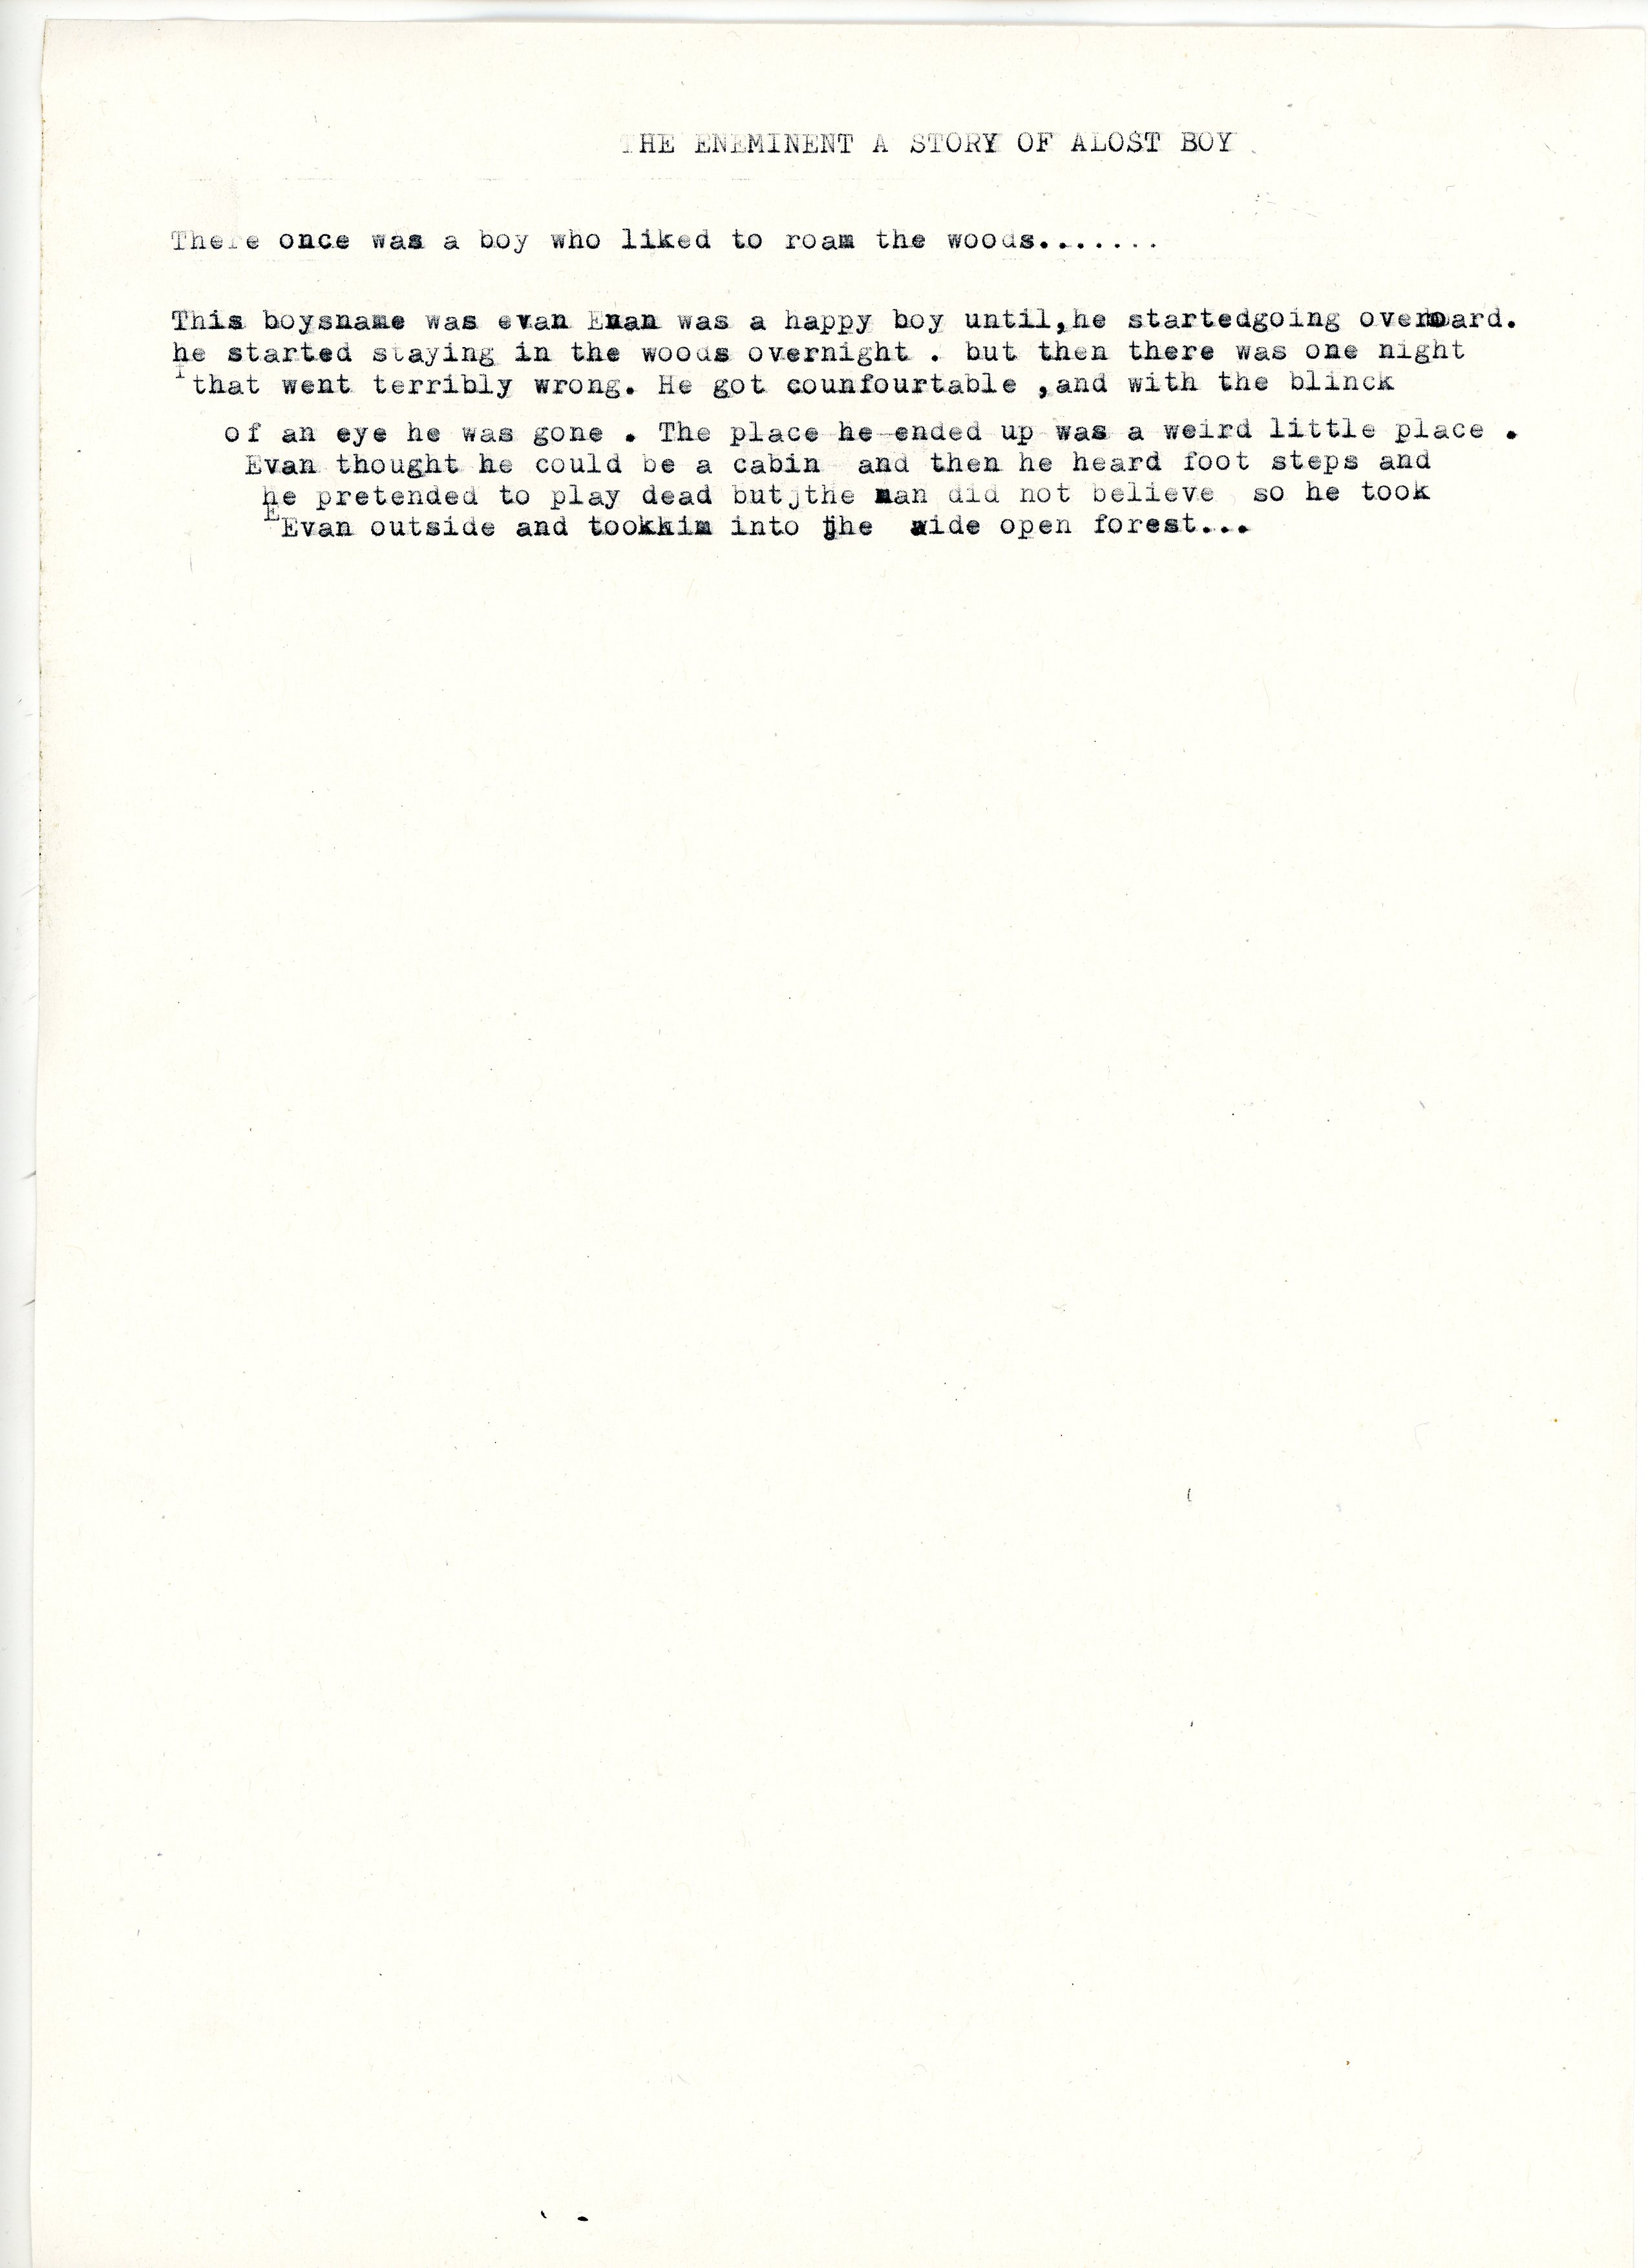 THE ENEMINENT A STORY OF ALOST BOY .
There once was a boy who liked to roam the woods.......
This boysname was evan Evan was a happy boy until,he startedgoing overboard.
he started staying in the woods overnight . but then there was one night
that went terribly wrong. He got counfourtable ,and with the blinck
of an eye he was gone . The place he ended up was a weird little place .
Evan thought he could be a cabin and then he heard foot steps and
he pretended to play dead but the man did not believe so he took
Evan outside and tookhim into the wide open forest...